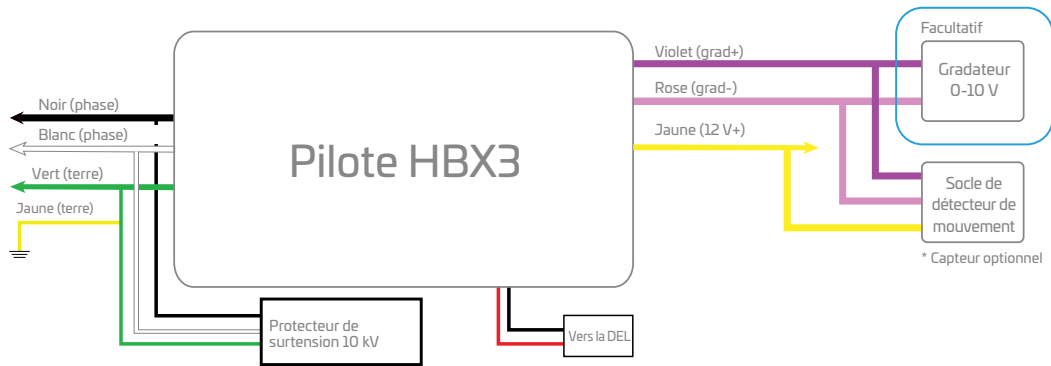 Noir (phase)
Blanc (phase)
Vert (terre)
Jaune (terre)
Pilote HBX3
Protecteur de
surtension 10 kV
Vers la DEL
Violet (grad+)
Rose (grad-)
Jaune (12 V+)
Facultatif
Gradateur
0-10 V
Socle de
détecteur de
mouvement
* Capteur optionnel